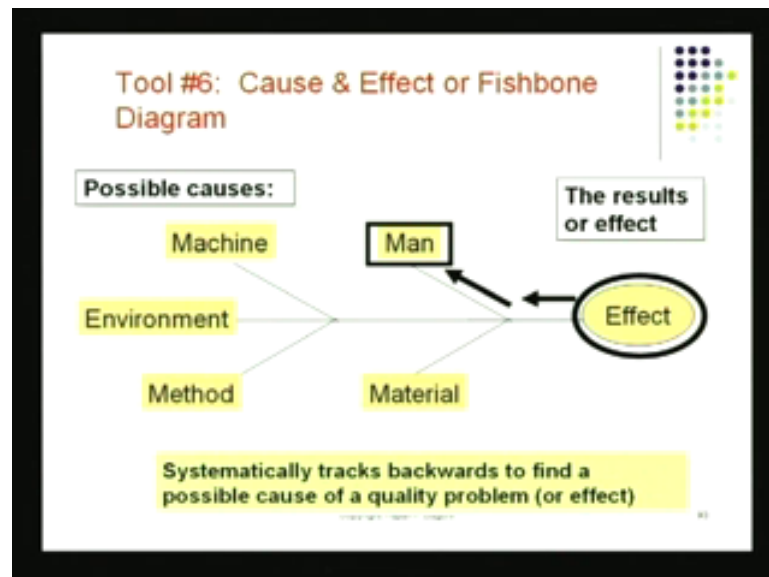 Tool #6: Cause & Effect or Fishbone
Diagram
Possible causes:
The results
or effect
Machine
Man
Environment
Effect
Method
Material
Systematically tracks backwards to find a
possible cause of a quality problem (or effect)